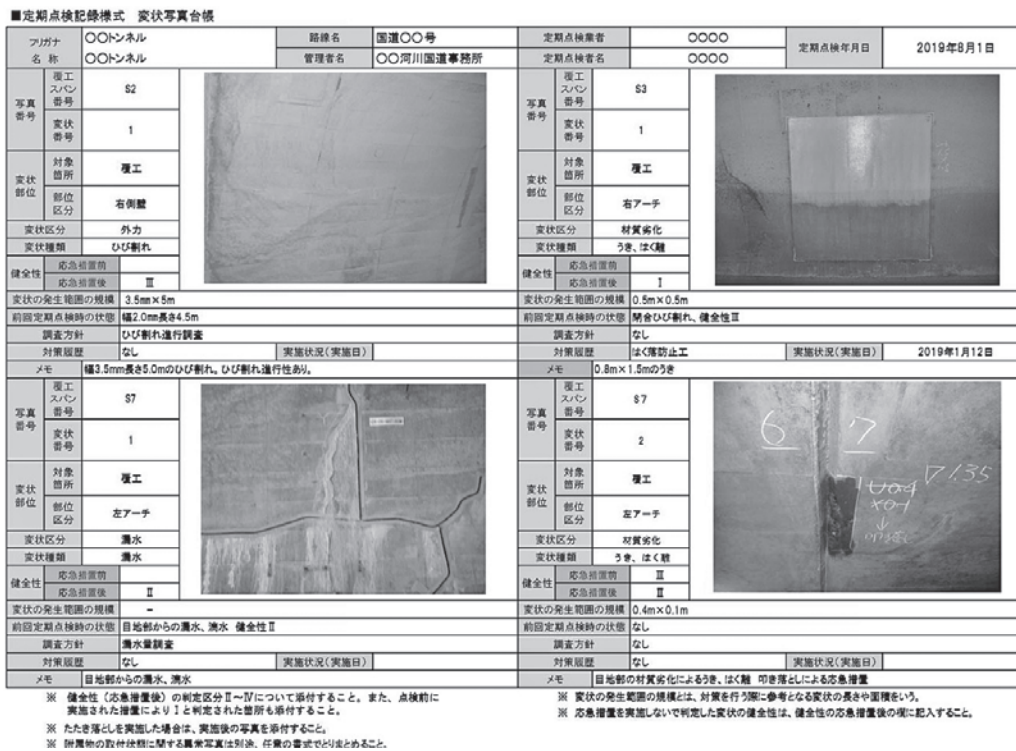 ■定期点検記録様式 変状写真台帳
フリガナ ○○トンネル 路線名 国道○○号 定期点検業者 ○○○○ 定期点検年月日 2019年8月1日
名 称 ○○トンネル 管理者名 ○○河川国道事務所 定期点検者名 ○○○○
写真番号 覆工スパン番号 S2
変状番号 1
変状部位 対象箇所 覆工
部位区分 右側壁
変状区分 外力
変状種類 ひび割れ
健全性 応急措置前
応急措置後 Ⅲ
変状の発生範囲の規模 3.5mm×5m
前回定期点検時の状態 幅2.0mm長さ4.5m
調査方針 ひび割れ進行調査
対策履歴 なし 実施状況(実施日)
メモ 幅3.5mm長さ5.0mのひび割れ。ひび割れ進行性あり。
写真番号 覆工スパン番号 S3
変状番号 1
変状部位 対象箇所 覆工
部位区分 右アーチ
変状区分 材質劣化
変状種類 うき、はく離
健全性 応急措置前
応急措置後 Ⅰ
変状の発生範囲の規模 0.5m×0.5m
前回定期点検時の状態 閉合ひび割れ、健全性Ⅲ
調査方針 なし
対策履歴 はく落防止工 実施状況(実施日) 2019年1月12日
メモ 0.8m×1.5mのうき
写真番号 覆工スパン番号 S7
変状番号 1
変状部位 対象箇所 覆工
部位区分 左アーチ
変状区分 漏水
変状種類 漏水
健全性 応急措置前
応急措置後 Ⅱ
変状の発生範囲の規模 -
前回定期点検時の状態 目地部からの漏水、滴水 健全性Ⅱ
調査方針 漏水量調査
対策履歴 なし 実施状況(実施日)
メモ 目地部からの漏水、滴水
写真番号 覆工スパン番号 S7
変状番号 2
変状部位 対象箇所 覆工
部位区分 左アーチ
変状区分 材質劣化
変状種類 うき、はく離
健全性 応急措置前 Ⅲ
応急措置後 Ⅱ
変状の発生範囲の規模 0.4m×0.1m
前回定期点検時の状態 なし
調査方針 なし
対策履歴 なし 実施状況(実施日)
メモ 目地部の材質劣化によるうき、はく離 叩き落としによる応急措置
6 7
▽1.35
※ 健全性(応急措置後)の判定区分Ⅱ～Ⅳについて添付すること。また、点検前に
実施された措置によりⅠと判定された箇所も添付すること。
※ たたき落としを実施した場合は、実施後の写真を添付すること。
※ 附属物の取付状態に関する異常写真は別途、任意の書式でとりまとめること。
※ 変状の発生範囲の規模とは、対策を行う際に参考となる変状の長さや面積をいう。
※ 応急措置を実施しないで判定した変状の健全性は、健全性の応急措置後の欄に記入すること。